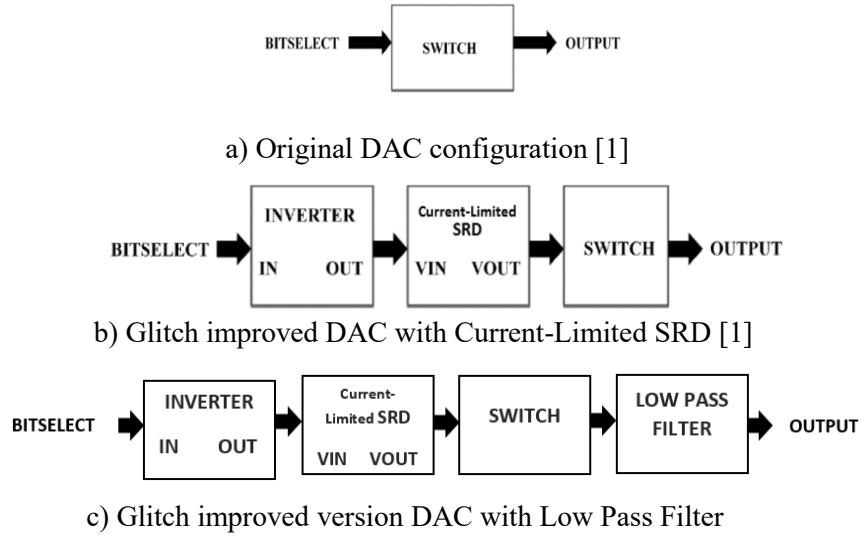 BITSELECT SWITCH OUTPUT
a) Original DAC configuration [1]
INVERTER Current-Limited
SRD
BITSELECT SWITCH OUTPUT
IN OUT VIN VOUT
b) Glitch improved DAC with Current-Limited SRD [1]
INVERTER Current- LOW PASS
Limited SRD SWITCH FILTER
BITSELECT OUTPUT
IN OUT VIN VOUT
c) Glitch improved version DAC with Low Pass Filter